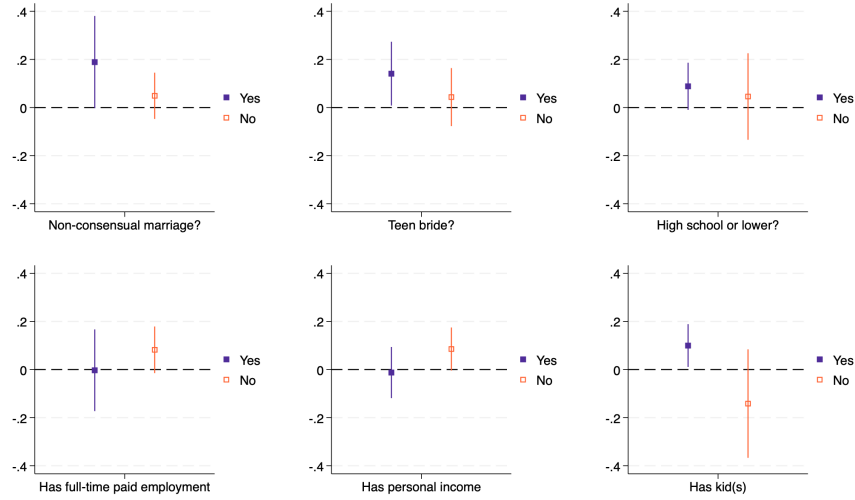 .4
.2
0
-.2
-.4
Yes
No
Non-consensual marriage?
.4
.2
0
-.2
-.4
Yes
No
Teen bride?
.4
.2
0
-.2
-.4
Yes
No
High school or lower?
.4
.2
0
-.2
-.4
Yes
No
Has full-time paid employment
.4
.2
0
-.2
-.4
Yes
No
Has personal income
.4
.2
0
-.2
-.4
Yes
No
Has kid(s)